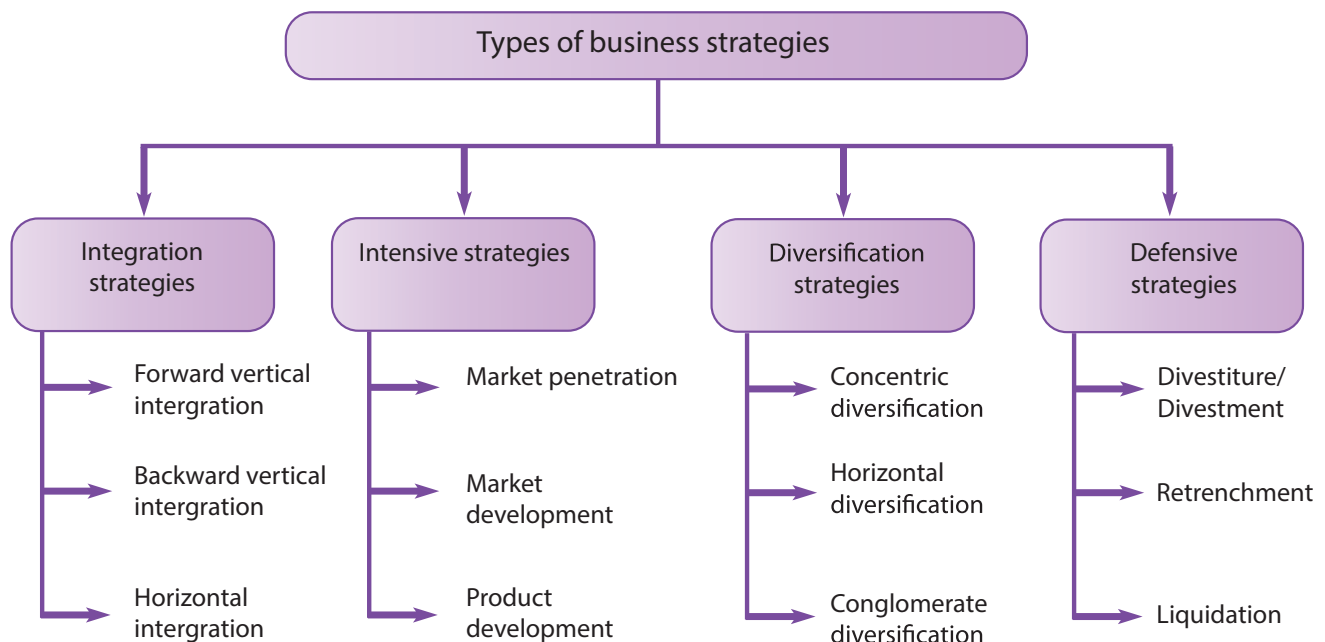 Types of business strategies
Integration
strategies
Forward vertical
intergration
Backward vertical
intergration
Horizontal
intergration
Intensive strategies
Market penetration
Market
development
Product
development
Diversification
strategies
Concentric
diversification
Horizontal
diversification
Conglomerate
diversification
Defensive
strategies
Divestiture/
Divestment
Retrenchment
Liquidation